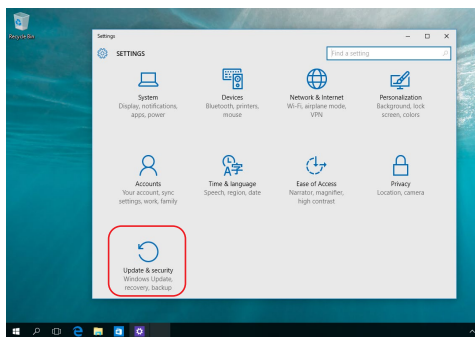 Recycle Bin
Settings
SETTINGS
Find a setting
System
Display, notifications,
apps, power
Devices
Bluetooth, printers,
mouse
Network & Internet
Wi-Fi, airplane mode,
VPN
Personalization
Background, lock
screen, colors
Accounts
Your account, sync
settings, work, family
Time & language
Speech, region, date
Ease of Access
Narrator, magnifier,
high contrast
Privacy
Location, camera
Update & security
Windows Update,
recovery, backup